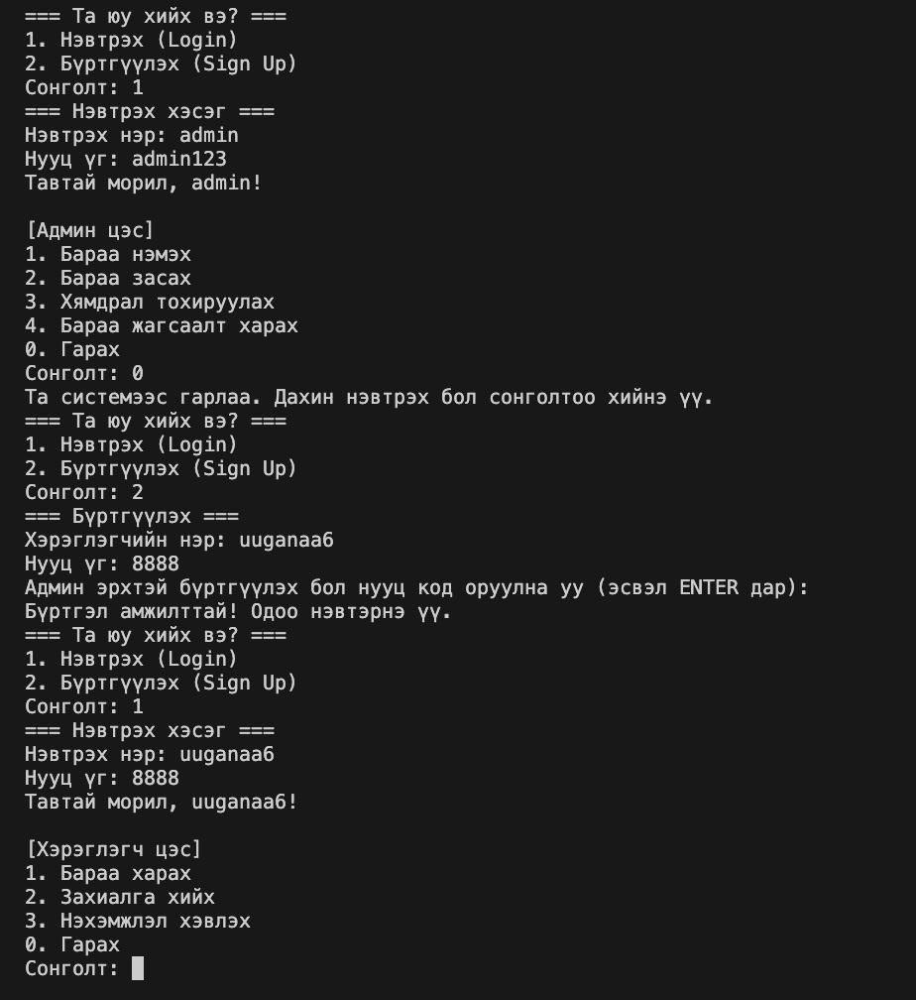 === Та юу хийх вэ? ===
1. Нэвтрэх (Login)
2. Бүртгүүлэх (Sign Up)
Сонголт: 1
=== Нэвтрэх хэсэг ===
Нэвтрэх нэр: admin
Нууц үг: admin123
Тавтай морил, admin!

[Админ цэс]
1. Бараа нэмэх
2. Бараа засах
3. Хямдрал тохируулах
4. Бараа жагсаалт харах
0. Гарах
Сонголт: 0
Та системээс гарлаа. Дахин нэвтрэх бол сонголтоо хийнэ үү.
=== Та юу хийх вэ? ===
1. Нэвтрэх (Login)
2. Бүртгүүлэх (Sign Up)
Сонголт: 2
=== Бүртгүүлэх ===
Хэрэглэгчийн нэр: uuganaa6
Нууц үг: 8888
Админ эрхтэй бүртгүүлэх бол нууц код оруулна уу (эсвэл ENTER дар):
Бүртгэл амжилттай! Одоо нэвтэрнэ үү.
=== Та юу хийх вэ? ===
1. Нэвтрэх (Login)
2. Бүртгүүлэх (Sign Up)
Сонголт: 1
=== Нэвтрэх хэсэг ===
Нэвтрэх нэр: uuganaa6
Нууц үг: 8888
Тавтай морил, uuganaa6!

[Хэрэглэгч цэс]
1. Бараа харах
2. Захиалга хийх
3. Нэхэмжлэл хэвлэх
0. Гарах
Сонголт: